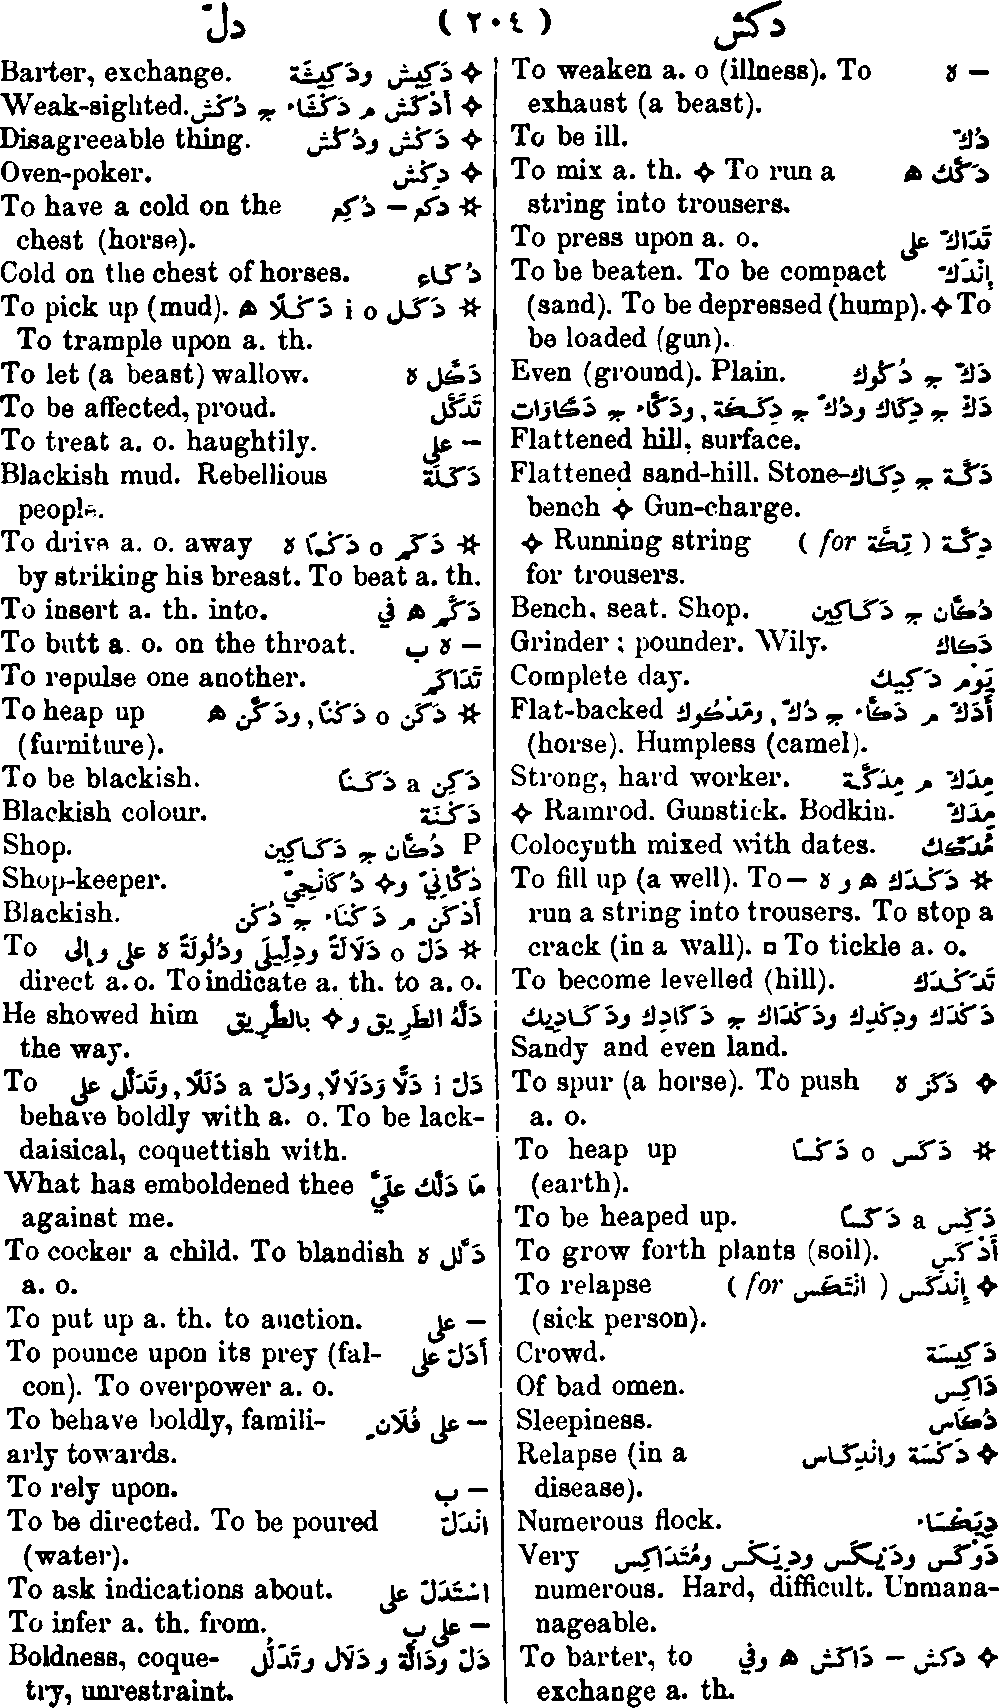 دكش ( ٢٠٤ ) دلّ
To weaken a. o (illness). To — ه
exhaust (a beast).
To be ill. دُكَّ
To mix a. th. ✧ To run a دَكَّك ه
string into trousers.
To press upon a. o. تَدَاكَّ على
To be beaten. To be compact إِنْدَكَّ
(sand). To be depressed (hump). ✧ To
be loaded (gun).
Even (ground). Plain. دَكّ ج دُكُوك
دَكّ ج دِكَاك ودُكّ ج دِكَكَة, ودَكَّاء ج دَكَّاوَات
Flattened hill, surface.
Flattened sand-hill. Stone- دَكَّة ج دِكَاك
bench ✧ Gun-charge.
✧ Running string ( for تِكَّة ) دِكَّة
for trousers.
Bench, seat. Shop. دُكَّان ج دَكَاكِين
Grinder ; pounder. Wily. دَكَّاك
Complete day. يَوْم دَكِيك
Flat-backed أَدَكّ م دَكَّاء ج دُكّ, ومَدْكُوك
(horse). Humpless (camel).
Strong, hard worker. مِدَكّ م مِدَكَّة
✧ Ramrod. Gunstick. Bodkin. مِدَكّ
Colocynth mixed with dates. مُدَكَّك
To fill up (a well). To — ✲ دَكْدَك ه و ه
run a string into trousers. To stop a
crack (in a wall). ▫ To tickle a. o.
To become levelled (hill). تَدَكْدَك
دَكْدَك ودِكْدِك ودَكْدَاك ج دَكَادِك ودَكَادِيك
Sandy and even land.
To spur (a horse). To push ✧ دَكَز ه
a. o.
To heap up ✲ دَكَس o دَكْسًا
(earth).
To be heaped up. دَكِس a دَكَسًا
To grow forth plants (soil). أَدْكَس
To relapse ( for انْتَكَس ) ✧ إِنْدَكَس
(sick person).
Crowd. دَكِيسَة
Of bad omen. دَاكِس
Sleepiness. دُكَاس
Relapse (in a ✧ دَكْسَة وانْدِكَاس
disease).
Numerous flock. دِيَكْسَاء
Very دَوْكَس ودَيْكَس ودِيَكْس ومُتَدَاكِس
numerous. Hard, difficult. Unmana-
nageable.
To barter, to ✧ دكش — دَاكَش ه وفي
exchange a. th.
Barter, exchange. ✧ دَكِيش ودَكِيشَة
Weak-sighted. ✧ أَدْكَش م دَكْشَاء ج دُكْش
Disagreeable thing. ✧ دَكْش ودُكْش
Oven-poker. ✧ دِكْش
To have a cold on the ✲ دكع — دُكِع
chest (horse).
Cold on the chest of horses. دُكَاع
To pick up (mud). ✲ دَكَل i o دَكْلًا ه
To trample upon a. th.
To let (a beast) wallow. دَكَّل ه
To be affected, proud. تَدَكَّل
To treat a. o. haughtily. — على
Blackish mud. Rebellious دَكَلَة
people.
To drive a. o. away ✲ دَكَم o دَكْمًا ه
by striking his breast. To beat a. th.
To insert a. th. into. دَكَّم ه في
To butt a. o. on the throat. — ه ب
To repulse one another. تَدَاكَم
To heap up ✲ دَكَن o دَكْنًا, ودَكَّن ه
(furniture).
To be blackish. دَكِن a دَكَنًا
Blackish colour. دُكْنَة
Shop. P دُكَّان ج دَكَاكِين
Shop-keeper. دُكَّانِيّ و✧ دُكَانْجِيّ
Blackish. أَدْكَن م دَكْنَاء ج دُكْن
To ✲ دَلّ o دَلَالَةً ودِلِّيلَى ودُلُولَةً ه على وإلى
direct a. o. To indicate a. th. to a. o.
He showed him دَلَّهُ الطَّرِيق و✧ بالطَّرِيق
the way.
To دَلّ i دَلًّا وَدَلَالًا, ودَلّ a دَلَلًا, وتَدَلَّل على
behave boldly with a. o. To be lack-
daisical, coquettish with.
What has emboldened thee مَا دَلَّك عَلَيَّ
against me.
To cocker a child. To blandish دَلَّل ه
a. o.
To put up a. th. to auction. — على
To pounce upon its prey (fal- أَدَلّ على
con). To overpower a. o.
To behave boldly, famili- — على فُلَانٍ
arly towards.
To rely upon. — ب
To be directed. To be poured انْدَلّ
(water).
To ask indications about. اسْتَدَلّ على
To infer a. th. from. — على ب
Boldness, coque- دَلّ ودَالَّة ودَلَال وتَدَلُّل
try, unrestraint.